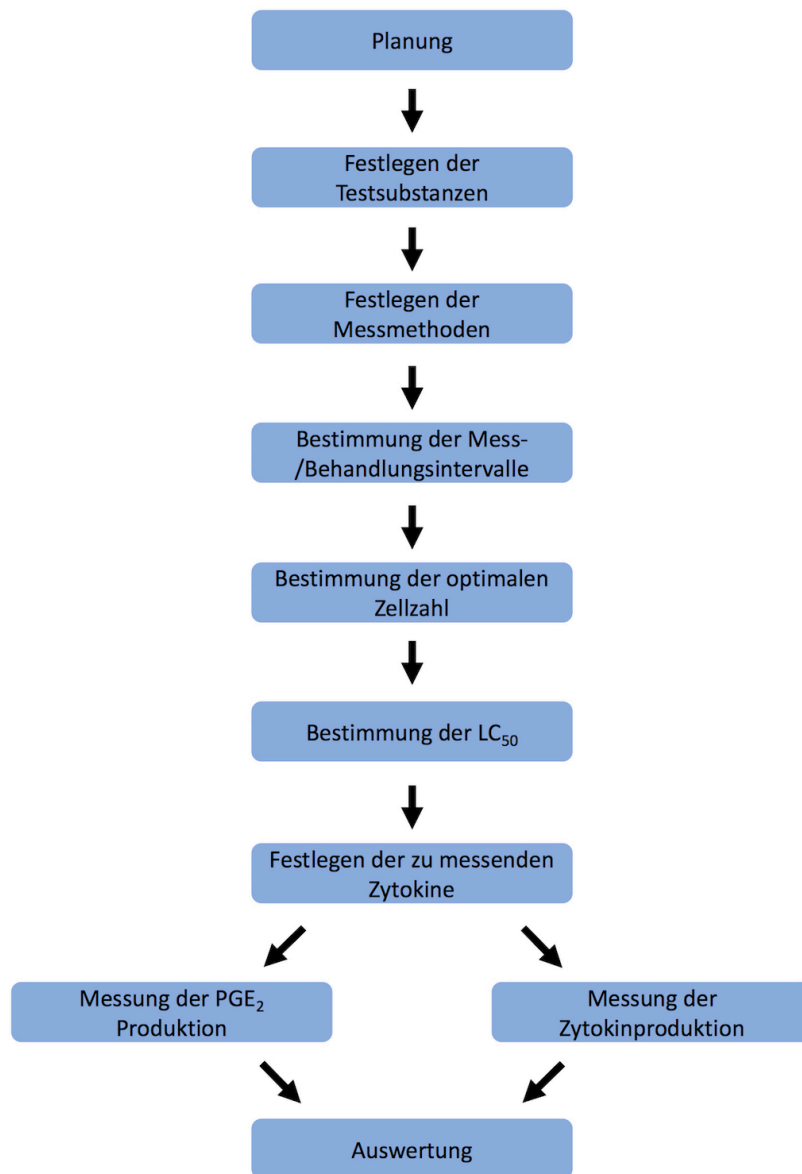 Planung
Festlegen der
Testsubstanzen
Festlegen der
Messmethoden
Bestimmung der Mess-
/Behandlungsintervalle
Bestimmung der optimalen
Zellzahl
Bestimmung der LC₅₀
Festlegen der zu messenden
Zytokine
Messung der PGE₂
Produktion
Messung der
Zytokinproduktion
Auswertung